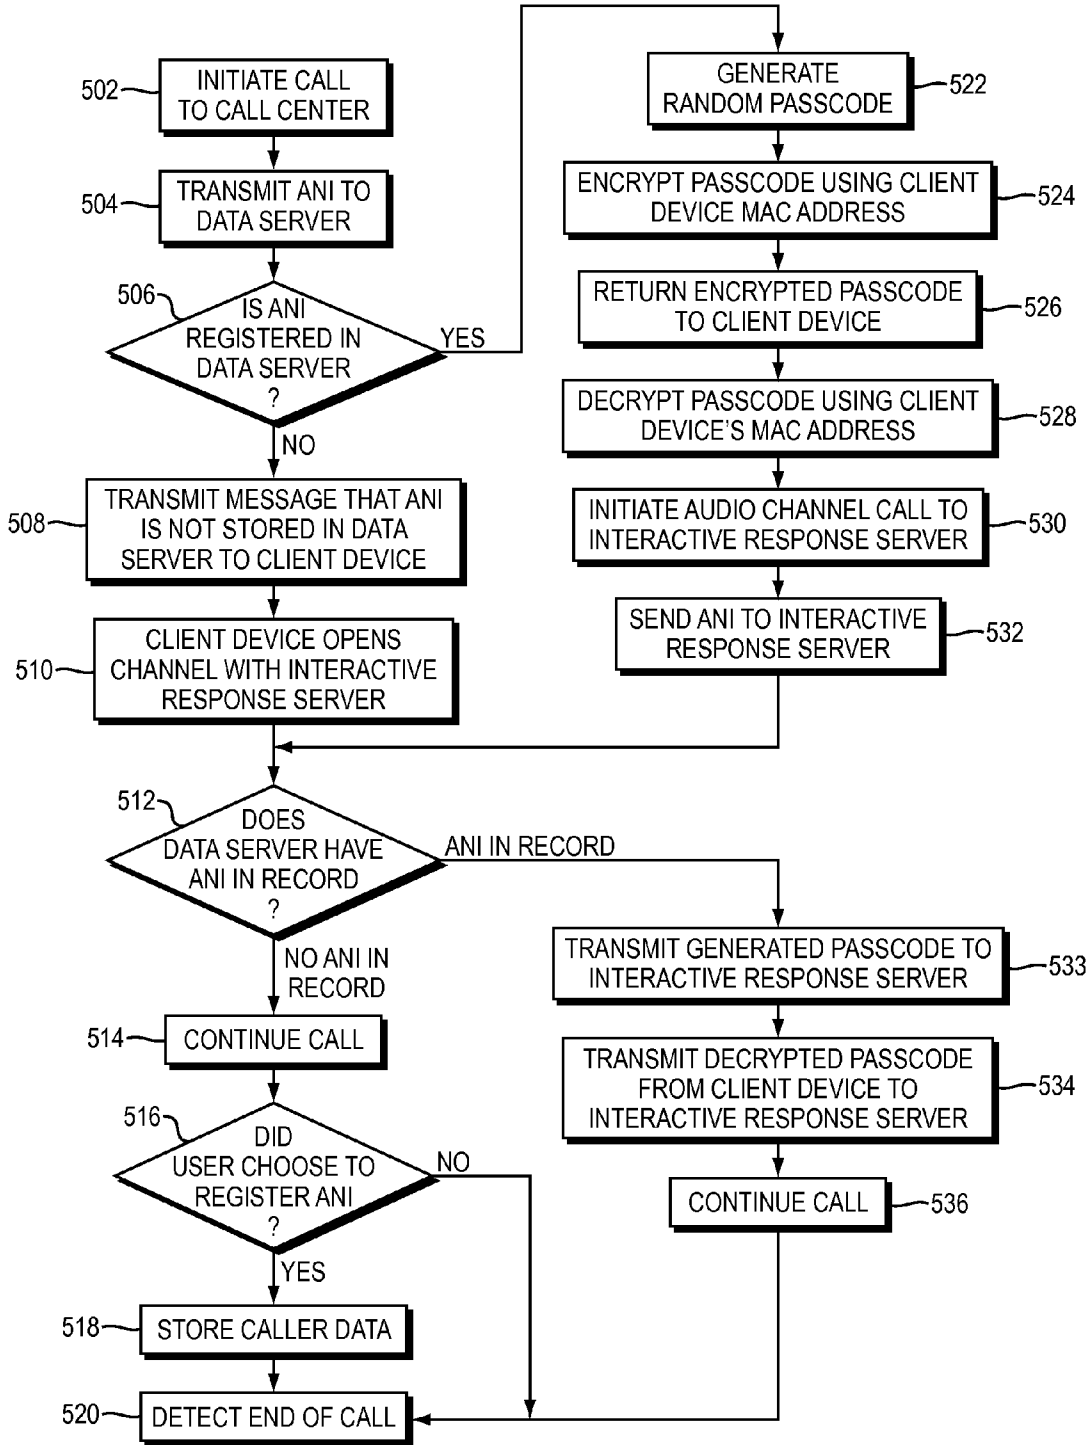 502
INITIATE CALL
TO CALL CENTER
504
TRANSMIT ANI TO
DATA SERVER
506
IS ANI
REGISTERED IN
DATA SERVER
?
YES
NO
508
TRANSMIT MESSAGE THAT ANI
IS NOT STORED IN DATA
SERVER TO CLIENT DEVICE
510
CLIENT DEVICE OPENS
CHANNEL WITH INTERACTIVE
RESPONSE SERVER
GENERATE
RANDOM PASSCODE
522
ENCRYPT PASSCODE USING CLIENT
DEVICE MAC ADDRESS
524
RETURN ENCRYPTED PASSCODE
TO CLIENT DEVICE
526
DECRYPT PASSCODE USING CLIENT
DEVICE'S MAC ADDRESS
528
INITIATE AUDIO CHANNEL CALL TO
INTERACTIVE RESPONSE SERVER
530
SEND ANI TO INTERACTIVE
RESPONSE SERVER
532
512
DOES
DATA SERVER HAVE
ANI IN RECORD
?
ANI IN RECORD
NO ANI IN
RECORD
514
CONTINUE CALL
516
DID
USER CHOOSE TO
REGISTER ANI
?
NO
YES
518
STORE CALLER DATA
520
DETECT END OF CALL
TRANSMIT GENERATED PASSCODE TO
INTERACTIVE RESPONSE SERVER
533
TRANSMIT DECRYPTED PASSCODE
FROM CLIENT DEVICE TO
INTERACTIVE RESPONSE SERVER
534
CONTINUE CALL
536